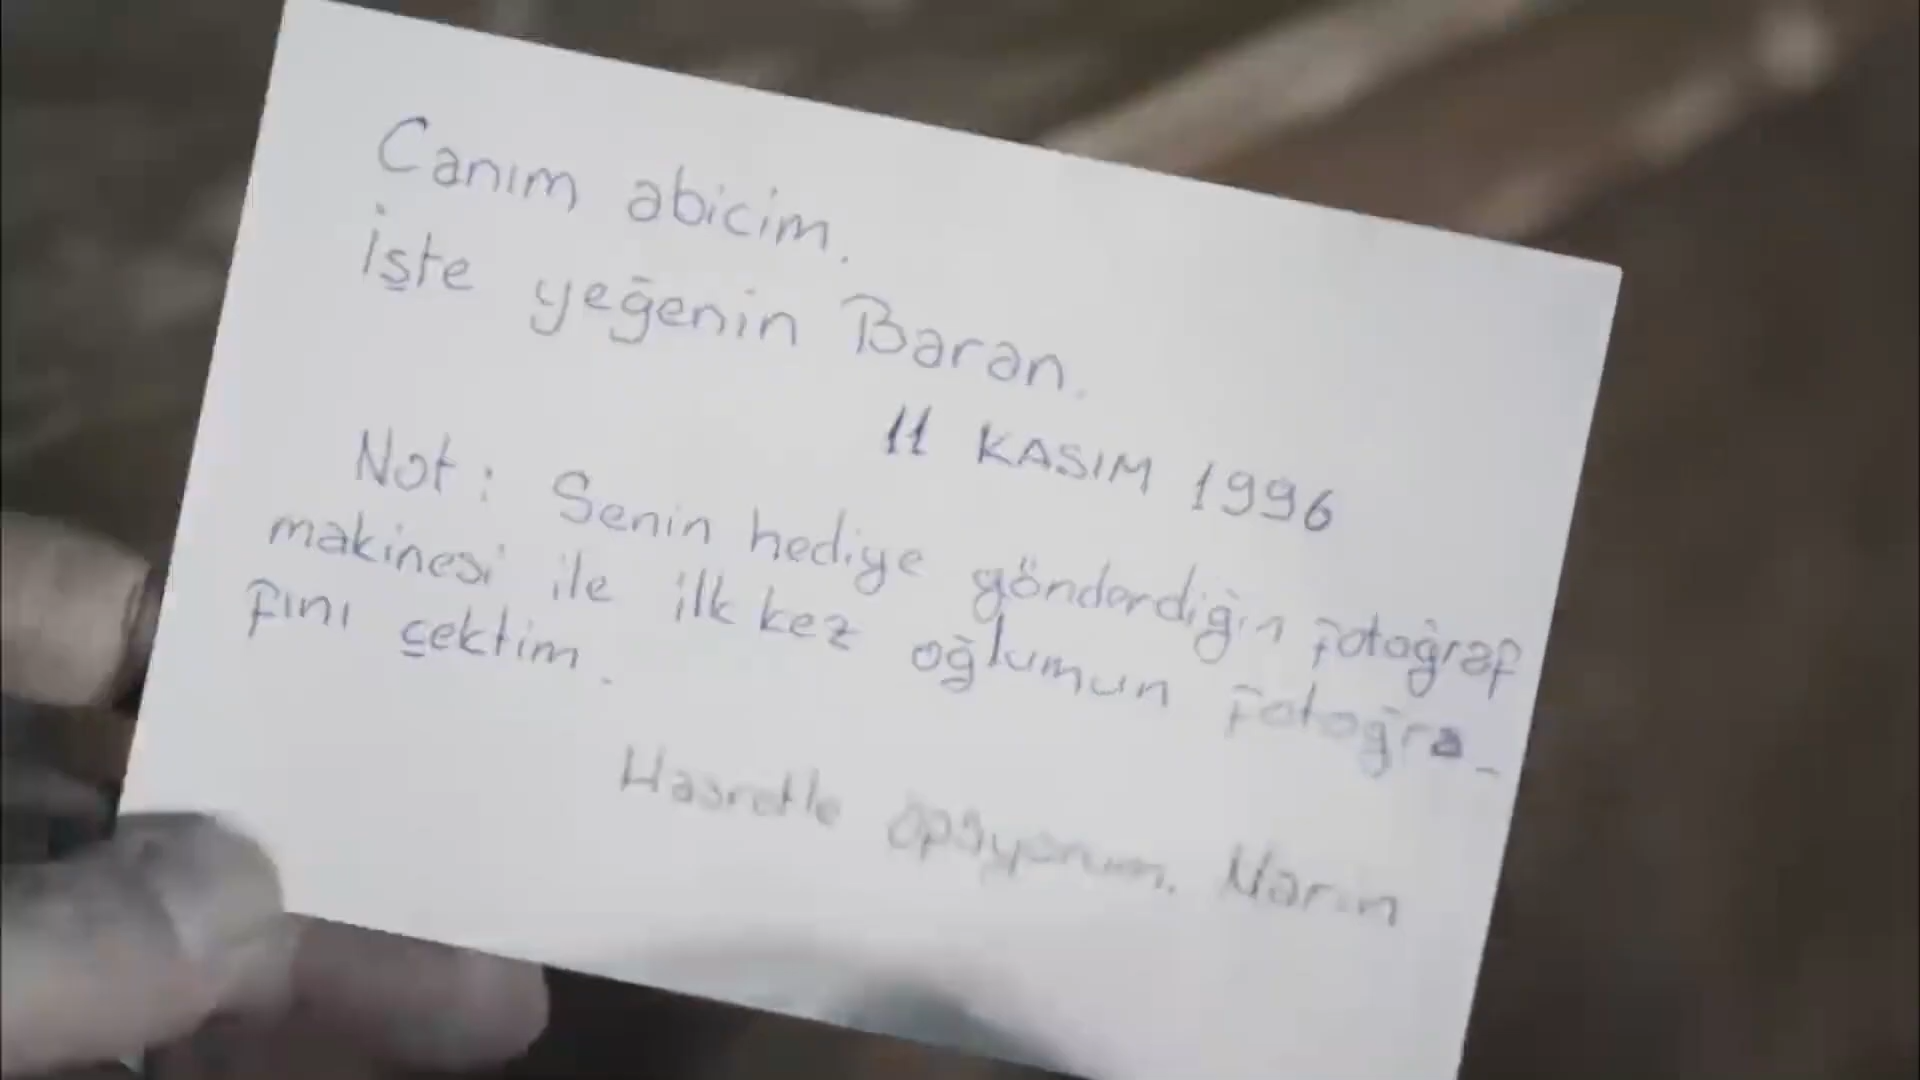 Canım abicim.
İşte yeğenin Baran.
11 KASIM 1996
Not: Senin hediye gönderdiğin fotoğraf
makinesi ile ilk kez oğlumun fotoğra_
fını çektim.
Hasretle öpüyorum. Narin